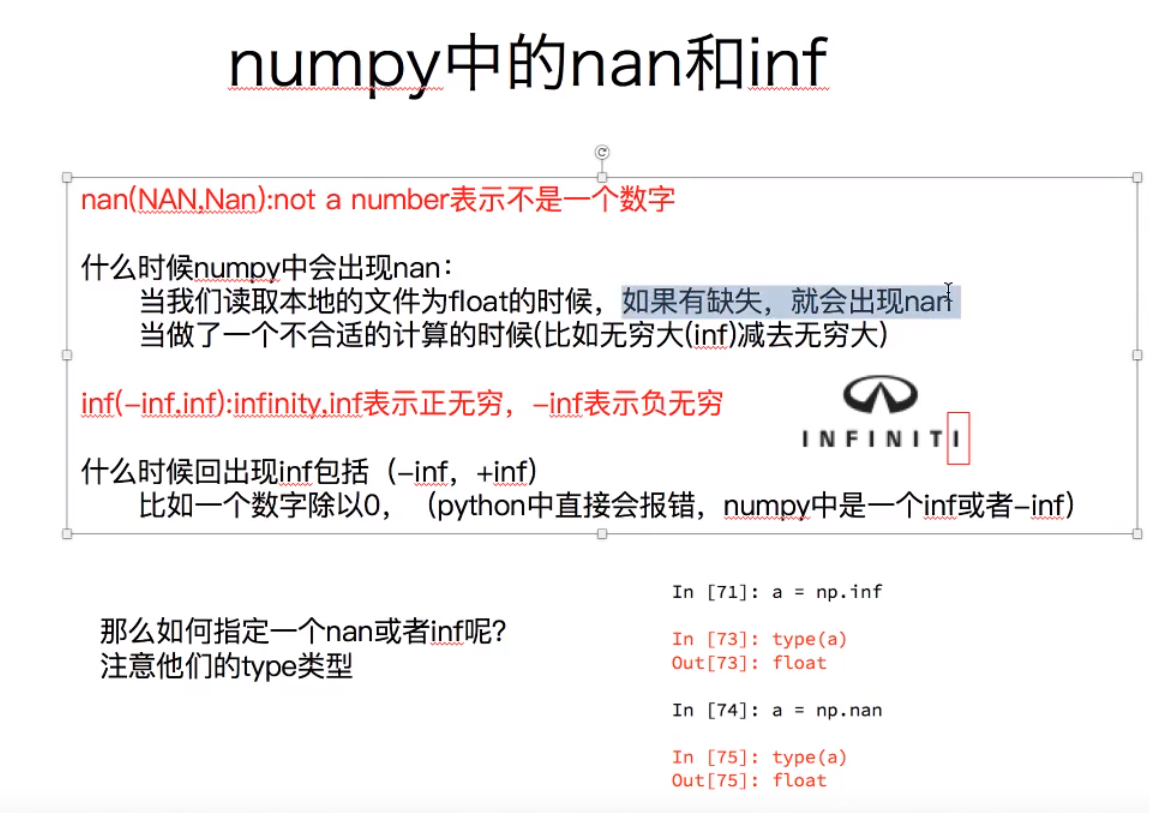 numpy中的nan和inf
nan(NAN,Nan):not a number表示不是一个数字
什么时候numpy中会出现nan：
当我们读取本地的文件为float的时候，如果有缺失，就会出现nan
当做了一个不合适的计算的时候(比如无穷大(inf)减去无穷大)
inf(-inf,inf):infinity,inf表示正无穷，-inf表示负无穷
INFINITI
什么时候回出现inf包括（-inf，+inf）
比如一个数字除以0，（python中直接会报错，numpy中是一个inf或者-inf）
那么如何指定一个nan或者inf呢?
注意他们的type类型
In [71]: a = np.inf
In [73]: type(a)
Out[73]: float
In [74]: a = np.nan
In [75]: type(a)
Out[75]: float